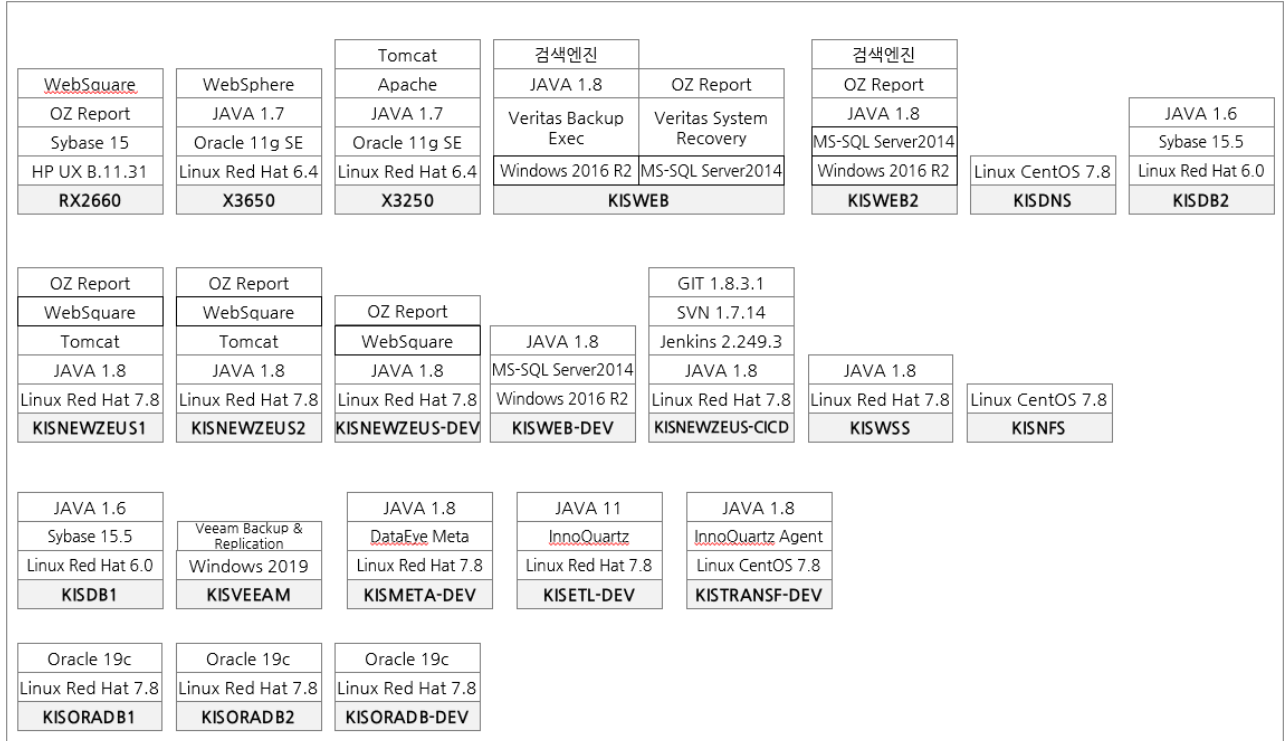 WebSquare
OZ Report
Sybase 15
HP UX B.11.31
RX2660
WebSphere
JAVA 1.7
Oracle 11g SE
Linux Red Hat 6.4
X3650
Tomcat
Apache
JAVA 1.7
Oracle 11g SE
Linux Red Hat 6.4
X3250
검색엔진
JAVA 1.8
Veritas Backup
Exec
Windows 2016 R2
OZ Report
Veritas System
Recovery
MS-SQL Server2014
KISWEB
검색엔진
OZ Report
JAVA 1.8
MS-SQL Server2014
Windows 2016 R2
KISWEB2
Linux CentOS 7.8
KISDNS
JAVA 1.6
Sybase 15.5
Linux Red Hat 6.0
KISDB2
OZ Report
WebSquare
Tomcat
JAVA 1.8
Linux Red Hat 7.8
KISNEWZEUS1
OZ Report
WebSquare
Tomcat
JAVA 1.8
Linux Red Hat 7.8
KISNEWZEUS2
OZ Report
WebSquare
JAVA 1.8
Linux Red Hat 7.8
KISNEWZEUS-DEV
JAVA 1.8
MS-SQL Server2014
Windows 2016 R2
KISWEB-DEV
GIT 1.8.3.1
SVN 1.7.14
Jenkins 2.249.3
JAVA 1.8
Linux Red Hat 7.8
KISNEWZEUS-CICD
JAVA 1.8
Linux Red Hat 7.8
KISWSS
Linux CentOS 7.8
KISNFS
JAVA 1.6
Sybase 15.5
Linux Red Hat 6.0
KISDB1
Veeam Backup &
Replication
Windows 2019
KISVEEAM
JAVA 1.8
DataEye Meta
Linux Red Hat 7.8
KISMETA-DEV
JAVA 11
InnoQuartz
Linux Red Hat 7.8
KISETL-DEV
JAVA 1.8
InnoQuartz Agent
Linux CentOS 7.8
KISTRANSF-DEV
Oracle 19c
Linux Red Hat 7.8
KISORADB1
Oracle 19c
Linux Red Hat 7.8
KISORADB2
Oracle 19c
Linux Red Hat 7.8
KISORADB-DEV